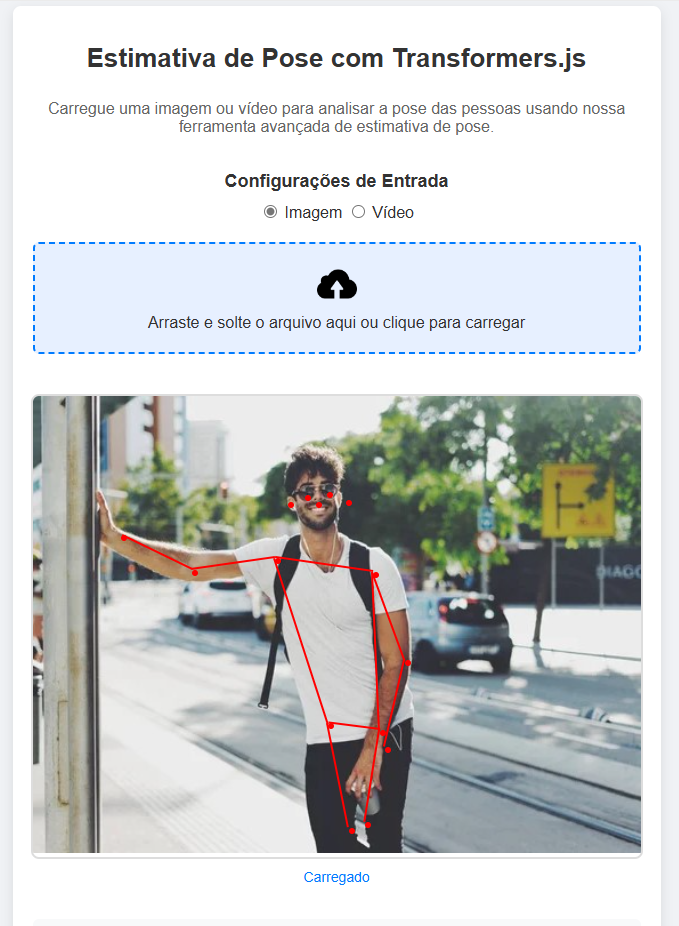 Estimativa de Pose com Transformers.js
Carregue uma imagem ou vídeo para analisar a pose das pessoas usando nossa
ferramenta avançada de estimativa de pose.
Configurações de Entrada
Imagem Vídeo
Arraste e solte o arquivo aqui ou clique para carregar
Carregado